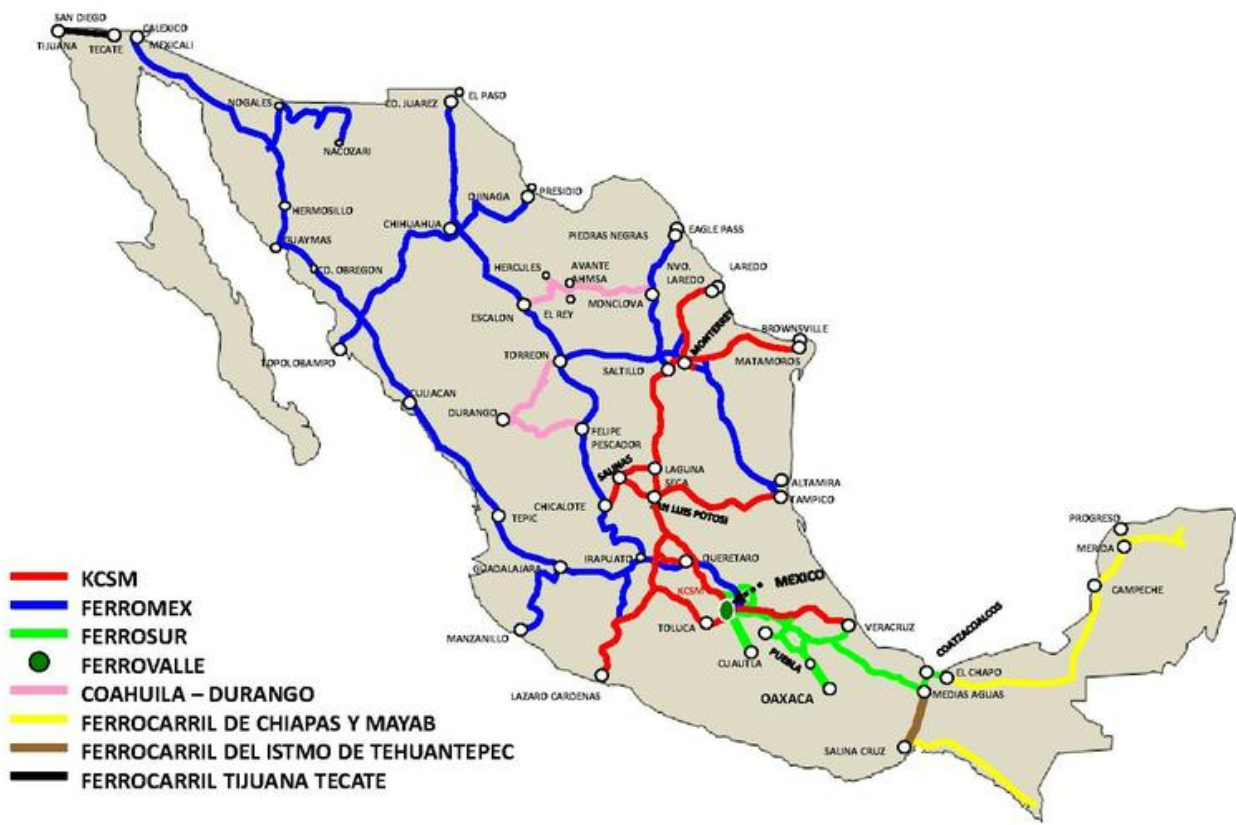 SAN DIEGO
TIJUANA
TECATE
CALEXICO
MEXICALI
NOGALES
NACOZARI
CD. JUAREZ
EL PASO
HERMOSILLO
GUAYMAS
CD. OBREGON
CHIHUAHUA
OJINAGA
PRESIDIO
PIEDRAS NEGRAS
EAGLE PASS
HERCULES
AVANTE
AHMSA
EL REY
MONCLOVA
NVO.
LAREDO
LAREDO
ESCALON
TOPOLOBAMPO
TORREON
SALTILLO
MONTERREY
BROWNSVILLE
MATAMOROS
CULIACAN
DURANGO
FELIPE
PESCADOR
SALINAS
LAGUNA
SECA
ALTAMIRA
TAMPICO
CHICALOTE
SAN LUIS POTOSI
TEPIC
GUADALAJARA
IRAPUATO
QUERETARO
KCSM
MEXICO
MANZANILLO
TOLUCA
VERACRUZ
CUAUTLA
PUEBLA
OAXACA
LAZARO CARDENAS
COATZACOALCOS
EL CHAPO
MEDIAS AGUAS
SALINA CRUZ
PROGRESO
MERIDA
CAMPECHE
KCSM
FERROMEX
FERROSUR
FERROVALLE
COAHUILA – DURANGO
FERROCARRIL DE CHIAPAS Y MAYAB
FERROCARRIL DEL ISTMO DE TEHUANTEPEC
FERROCARRIL TIJUANA TECATE